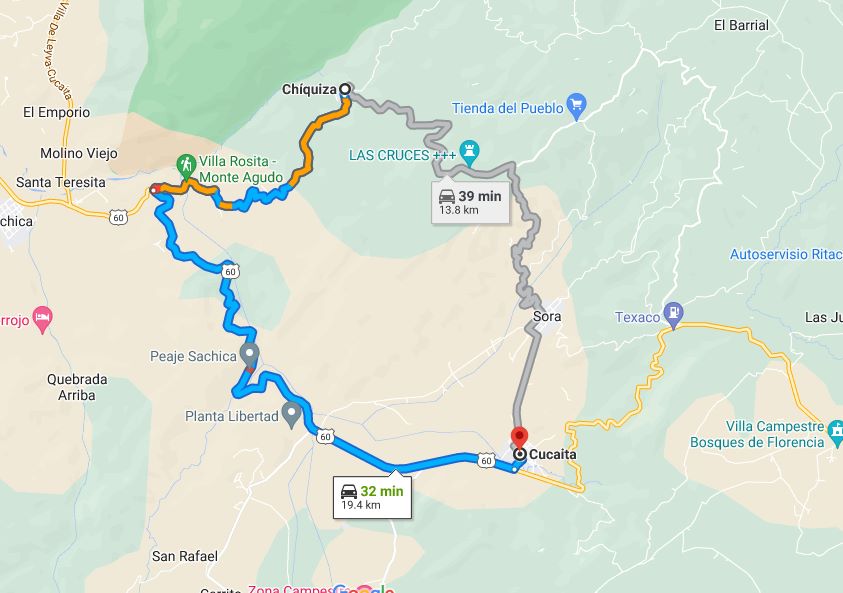 El Barrial
Villa De Leyva-Cucaita
Chíquiza
El Emporio
Tienda del Pueblo
Molino Viejo
LAS CRUCES +++
Villa Rosita -
Monte Agudo
Santa Teresita
39 min
13.8 km
60
achica
60
Autoservisio Ritac
Sora
Texaco
Las Ju
rrojo
Peaje Sachica
Quebrada
Arriba
Planta Libertad
Villa Campestre
Bosques de Florencia
60
Cucaita
60
32 min
19.4 km
San Rafael
Zona Campes
Google